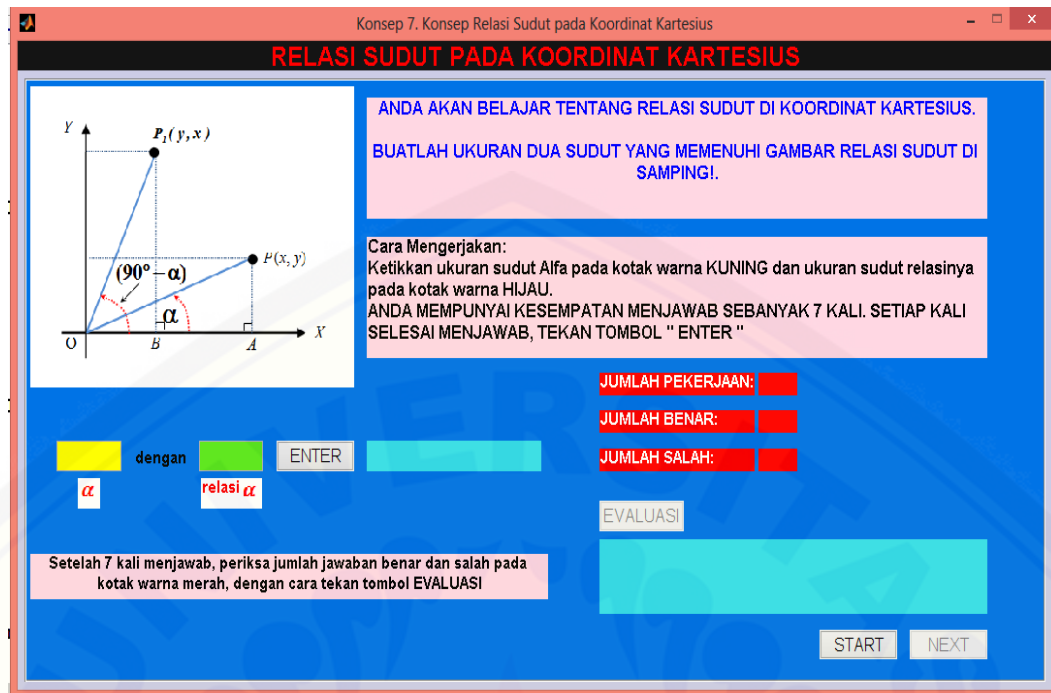 Konsep 7. Konsep Relasi Sudut pada Koordinat Kartesius
RELASI SUDUT PADA KOORDINAT KARTESIUS
Y
P₁(y, x)
P(x, y)
(90° − α)
α
X
O
B
A
ANDA AKAN BELAJAR TENTANG RELASI SUDUT DI KOORDINAT KARTESIUS.
BUATLAH UKURAN DUA SUDUT YANG MEMENUHI GAMBAR RELASI SUDUT DI
SAMPING!.
Cara Mengerjakan:
Ketikkan ukuran sudut Alfa pada kotak warna KUNING dan ukuran sudut relasinya
pada kotak warna HIJAU.
ANDA MEMPUNYAI KESEMPATAN MENJAWAB SEBANYAK 7 KALI. SETIAP KALI
SELESAI MENJAWAB, TEKAN TOMBOL " ENTER "
JUMLAH PEKERJAAN:
JUMLAH BENAR:
JUMLAH SALAH:
dengan
ENTER
α
relasi α
EVALUASI
Setelah 7 kali menjawab, periksa jumlah jawaban benar dan salah pada
kotak warna merah, dengan cara tekan tombol EVALUASI
START
NEXT
UNIVERSITA